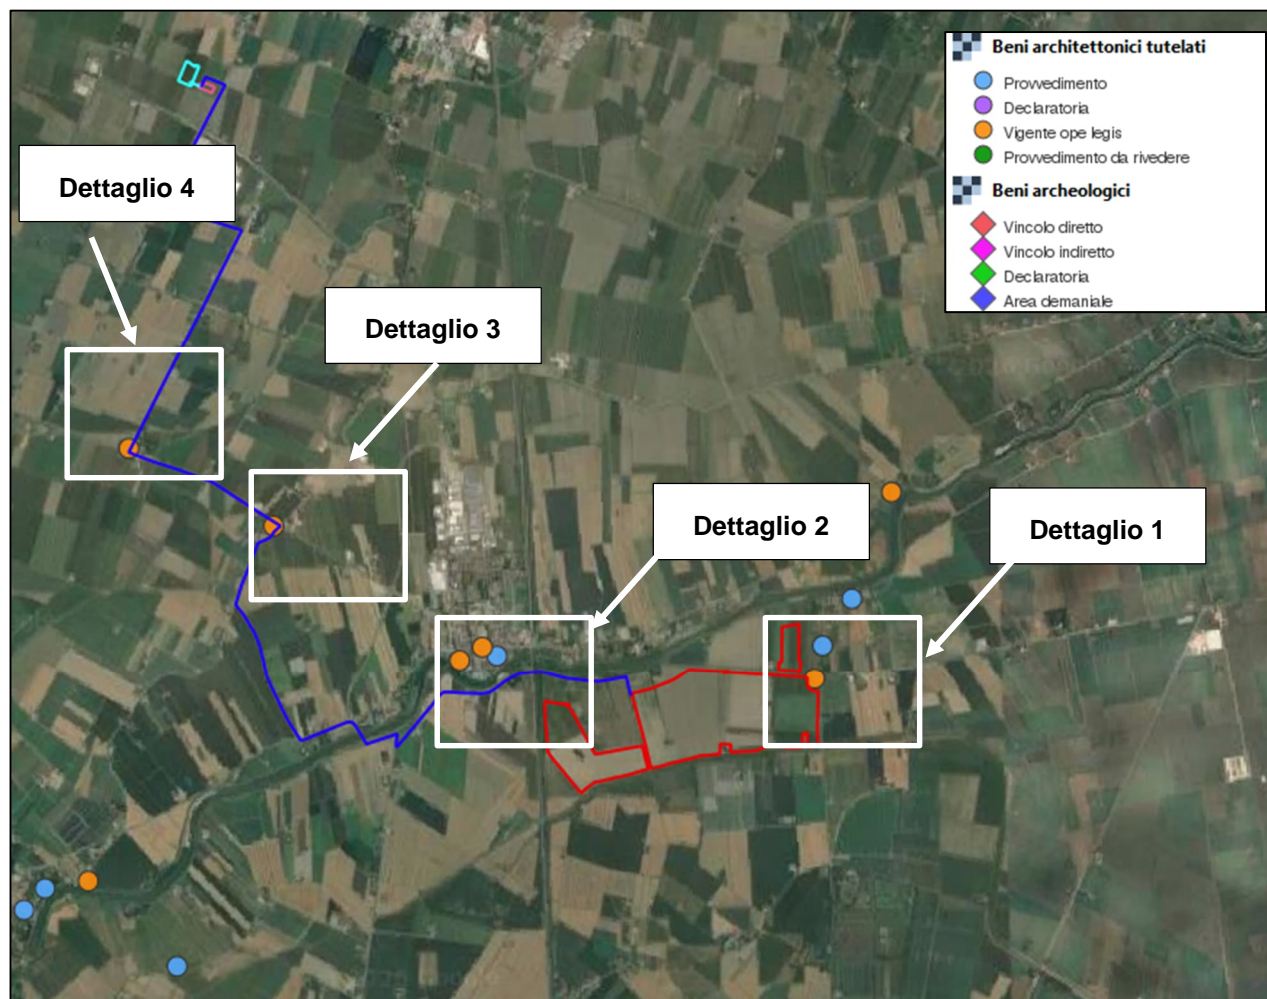 Beni architettonici tutelati
Provvedimento
Declaratoria
Vigente ope legis
Provvedimento da rivedere
Beni archeologici
Vincolo diretto
Vincolo indiretto
Declaratoria
Area demaniale
Dettaglio 4
Dettaglio 3
Dettaglio 2
Dettaglio 1